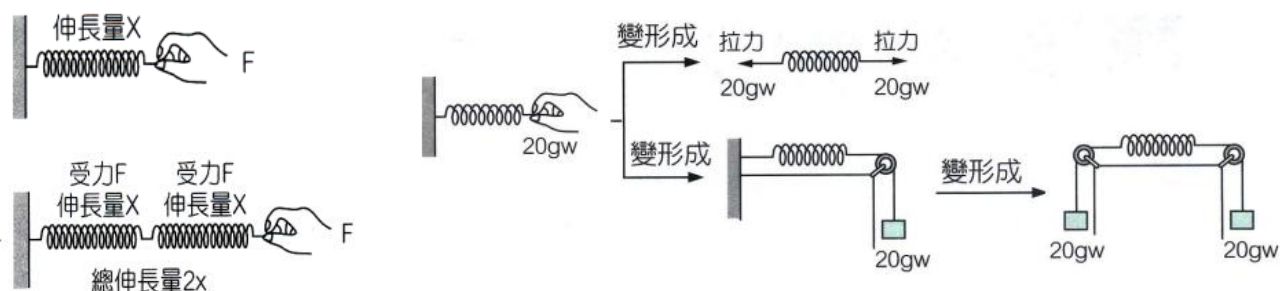 伸長量X
F
受力F 受力F
伸長量X 伸長量X
F
總伸長量2x
20gw
變形成
拉力 拉力
20gw 20gw
變形成
20gw
變形成
20gw 20gw